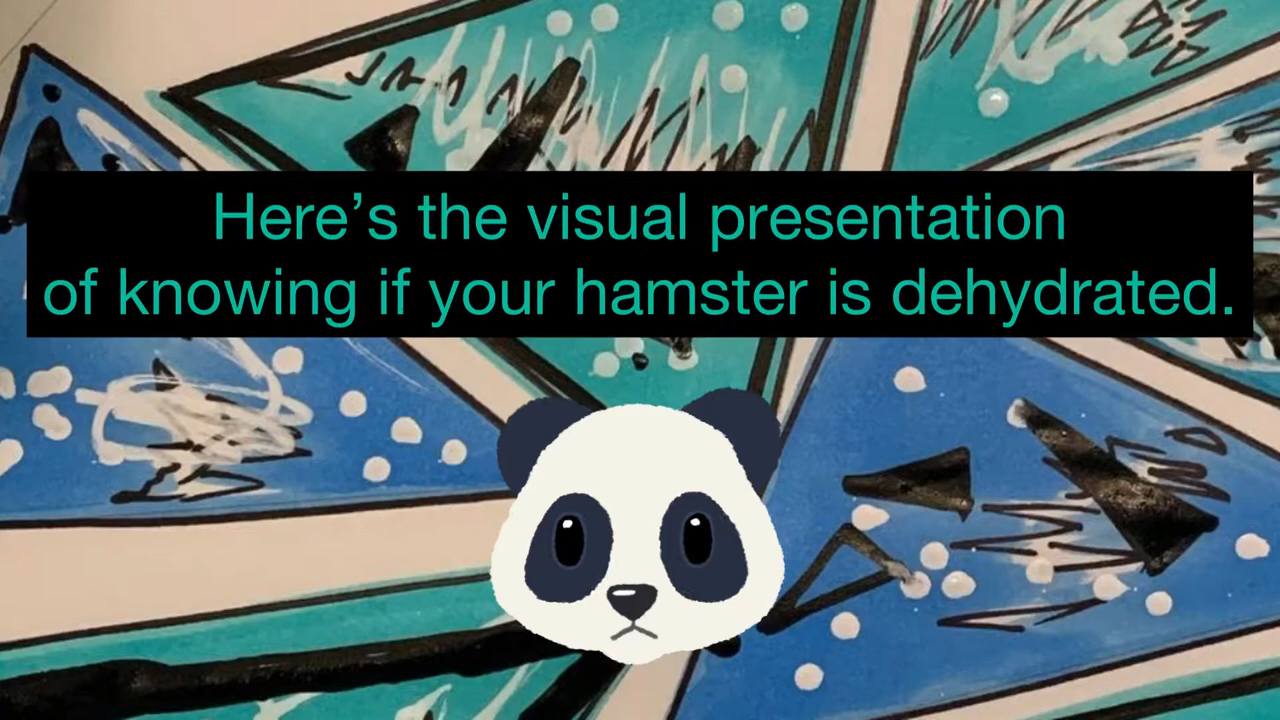 Here’s the visual presentation
of knowing if your hamster is dehydrated.